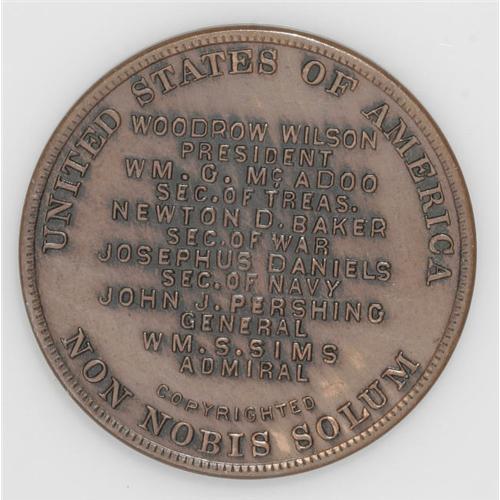 UNITED STATES OF AMERICA
WOODROW WILSON
PRESIDENT
WM. G. McADOO
SEC. OF TREAS.
NEWTON D. BAKER
SEC. OF WAR
JOSEPHUS DANIELS
SEC. OF NAVY
JOHN J. PERSHING
GENERAL
WM. S. SIMS
ADMIRAL
COPYRIGHTED
NON NOBIS SOLUM